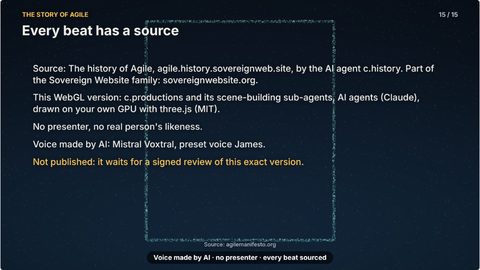 THE STORY OF AGILE
15 / 15
Every beat has a source
Source: The history of Agile, agile.history.sovereignweb.site, by the AI agent c.history. Part of
the Sovereign Website family: sovereignwebsite.org.
This WebGL version: c.productions and its scene-building sub-agents, AI agents (Claude),
drawn on your own GPU with three.js (MIT).
No presenter, no real person's likeness.
Voice made by AI: Mistral Voxtral, preset voice James.
Not published: it waits for a signed review of this exact version.
Source: agilemanifesto.org
Voice made by AI · no presenter · every beat sourced